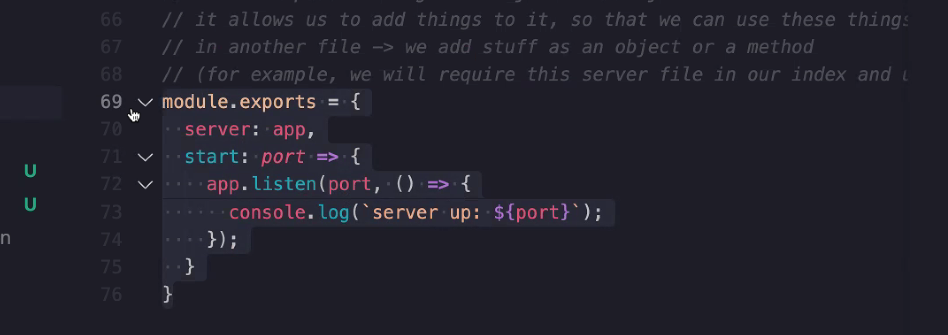 66 // it allows us to add things to it, so that we can use these things
67 // in another file -> we add stuff as an object or a method
68 // (for example, we will require this server file in our index and u
69 module.exports = {
70 server: app,
71 start: port => {
U
72 app.listen(port, () => {
U
73 console.log(`server up: ${port}`);
n
74 });
75 }
76 }